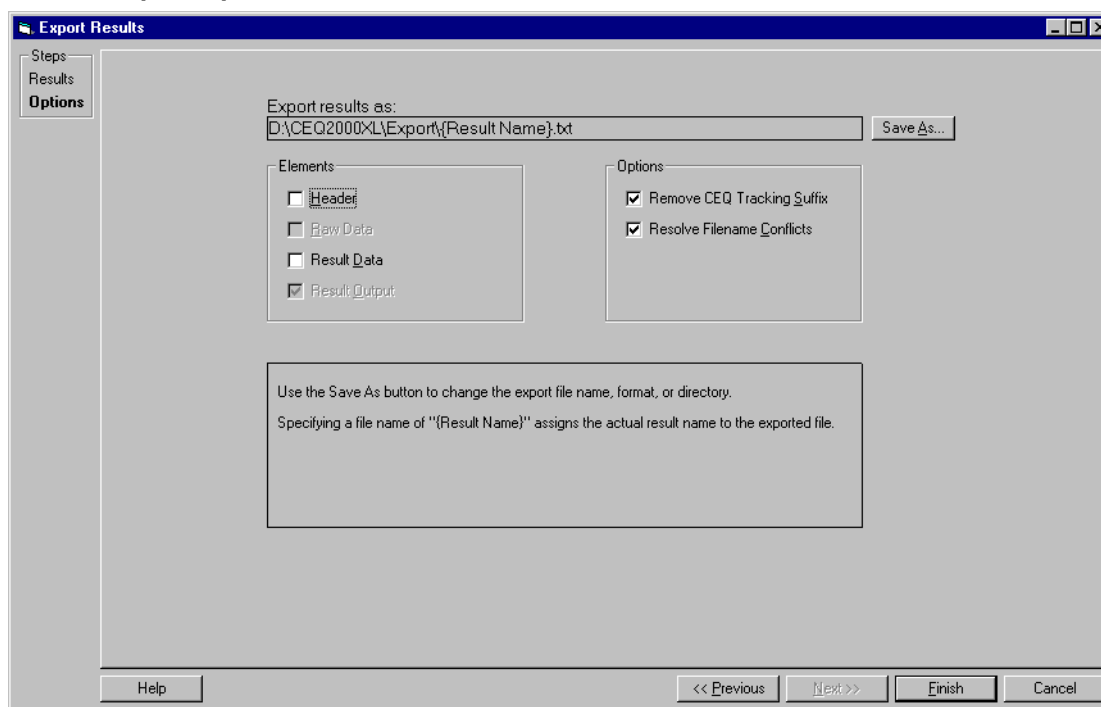 Export Results
Steps
Results
Options
Export results as:
D:\CEQ2000XL\Export\{Result Name}.txt
Save As...
Elements
Header
Raw Data
Result Data
Result Output
Options
Remove CEQ Tracking Suffix
Resolve Filename Conflicts
Use the Save As button to change the export file name, format, or directory.
Specifying a file name of "{Result Name}" assigns the actual result name to the exported file.
Help
<< Previous
Next >>
Finish
Cancel